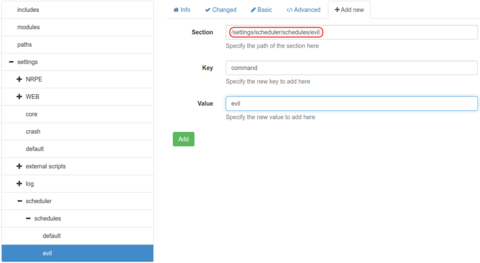 includes
modules
paths
settings
NRPE
WEB
core
crash
default
external scripts
log
scheduler
schedules
default
evil
Info Changed Basic Advanced Add new
Section /settings/scheduler/schedules/evil
Specify the path of the section here
Key command
Specify the new key to add here
Value evil
Specify the new value to add here
Add